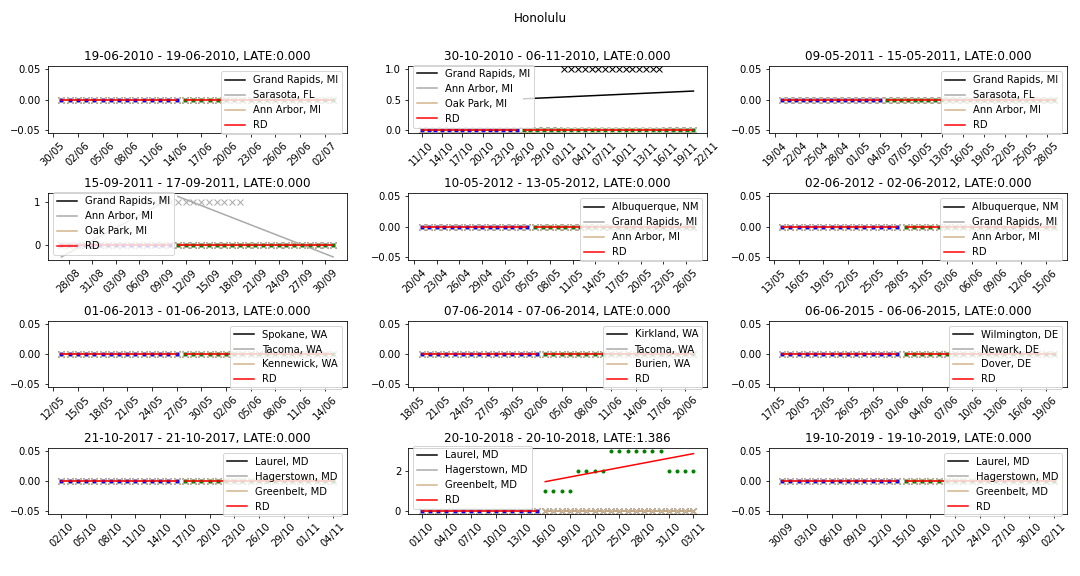 Honolulu
19-06-2010 - 19-06-2010, LATE:0.000
30-10-2010 - 06-11-2010, LATE:0.000
09-05-2011 - 15-05-2011, LATE:0.000
0.05
0.00
−0.05
Grand Rapids, MI
Sarasota, FL
Ann Arbor, MI
RD
30/05 02/06 05/06 08/06 11/06 14/06 17/06 20/06 23/06 26/06 29/06 02/07
1.0
0.5
0.0
Grand Rapids, MI
Ann Arbor, MI
Oak Park, MI
RD
11/10 14/10 17/10 20/10 23/10 26/10 29/10 01/11 04/11 07/11 10/11 13/11 16/11 19/11 22/11
0.05
0.00
−0.05
Grand Rapids, MI
Sarasota, FL
Ann Arbor, MI
RD
19/04 22/04 25/04 28/04 01/05 04/05 07/05 10/05 13/05 16/05 19/05 22/05 25/05 28/05
15-09-2011 - 17-09-2011, LATE:0.000
10-05-2012 - 13-05-2012, LATE:0.000
02-06-2012 - 02-06-2012, LATE:0.000
1
0
Grand Rapids, MI
Ann Arbor, MI
Oak Park, MI
RD
28/08 31/08 03/09 06/09 09/09 12/09 15/09 18/09 21/09 24/09 27/09 30/09
0.05
0.00
−0.05
Albuquerque, NM
Grand Rapids, MI
Ann Arbor, MI
RD
20/04 23/04 26/04 29/04 02/05 05/05 08/05 11/05 14/05 17/05 20/05 23/05 26/05
0.05
0.00
−0.05
Albuquerque, NM
Grand Rapids, MI
Ann Arbor, MI
RD
13/05 16/05 19/05 22/05 25/05 28/05 31/05 03/06 06/06 09/06 12/06 15/06
01-06-2013 - 01-06-2013, LATE:0.000
07-06-2014 - 07-06-2014, LATE:0.000
06-06-2015 - 06-06-2015, LATE:0.000
0.05
0.00
−0.05
Spokane, WA
Tacoma, WA
Kennewick, WA
RD
12/05 15/05 18/05 21/05 24/05 27/05 30/05 02/06 05/06 08/06 11/06 14/06
0.05
0.00
−0.05
Kirkland, WA
Tacoma, WA
Burien, WA
RD
18/05 21/05 24/05 27/05 30/05 02/06 05/06 08/06 11/06 14/06 17/06 20/06
0.05
0.00
−0.05
Wilmington, DE
Newark, DE
Dover, DE
RD
17/05 20/05 23/05 26/05 29/05 01/06 04/06 07/06 10/06 13/06 16/06 19/06
21-10-2017 - 21-10-2017, LATE:0.000
20-10-2018 - 20-10-2018, LATE:1.386
19-10-2019 - 19-10-2019, LATE:0.000
0.05
0.00
−0.05
Laurel, MD
Hagerstown, MD
Greenbelt, MD
RD
02/10 05/10 08/10 11/10 14/10 17/10 20/10 23/10 26/10 29/10 01/11 04/11
2
0
Laurel, MD
Hagerstown, MD
Greenbelt, MD
RD
01/10 04/10 07/10 10/10 13/10 16/10 19/10 22/10 25/10 28/10 31/10 03/11
0.05
0.00
−0.05
Laurel, MD
Hagerstown, MD
Greenbelt, MD
RD
30/09 03/10 06/10 09/10 12/10 15/10 18/10 21/10 24/10 27/10 30/10 02/11